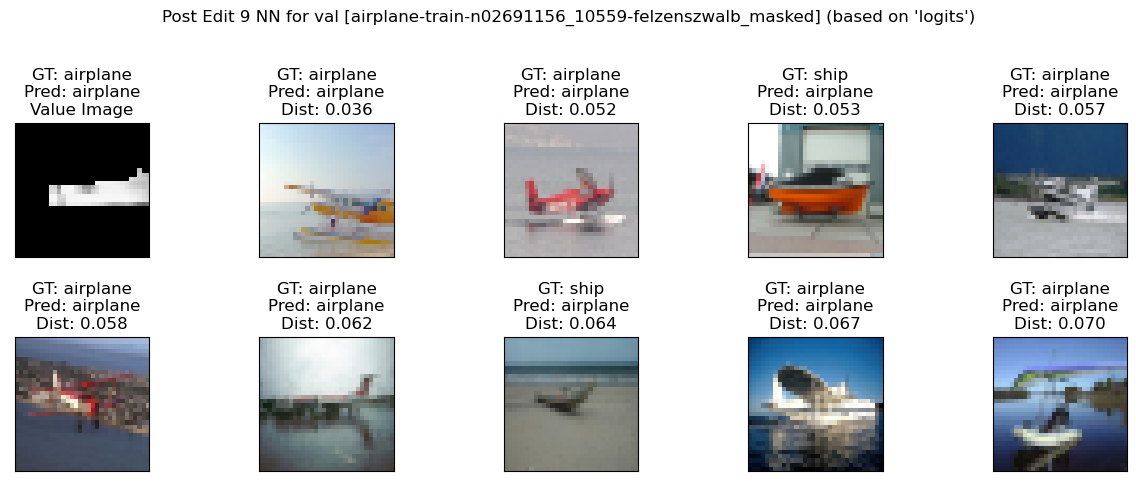 Post Edit 9 NN for val [airplane-train-n02691156_10559-felzenszwalb_masked] (based on 'logits')
GT: airplane
Pred: airplane
Value Image
GT: airplane
Pred: airplane
Dist: 0.036
GT: airplane
Pred: airplane
Dist: 0.052
GT: ship
Pred: airplane
Dist: 0.053
GT: airplane
Pred: airplane
Dist: 0.057
GT: airplane
Pred: airplane
Dist: 0.058
GT: airplane
Pred: airplane
Dist: 0.062
GT: ship
Pred: airplane
Dist: 0.064
GT: airplane
Pred: airplane
Dist: 0.067
GT: airplane
Pred: airplane
Dist: 0.070